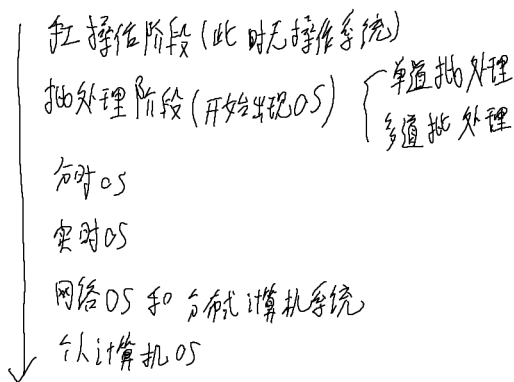 手工操作阶段(此时无操作系统)
批处理阶段(开始出现OS)
单道批处理
多道批处理
分时OS
实时OS
网络OS和分布式计算机系统
个人计算机OS